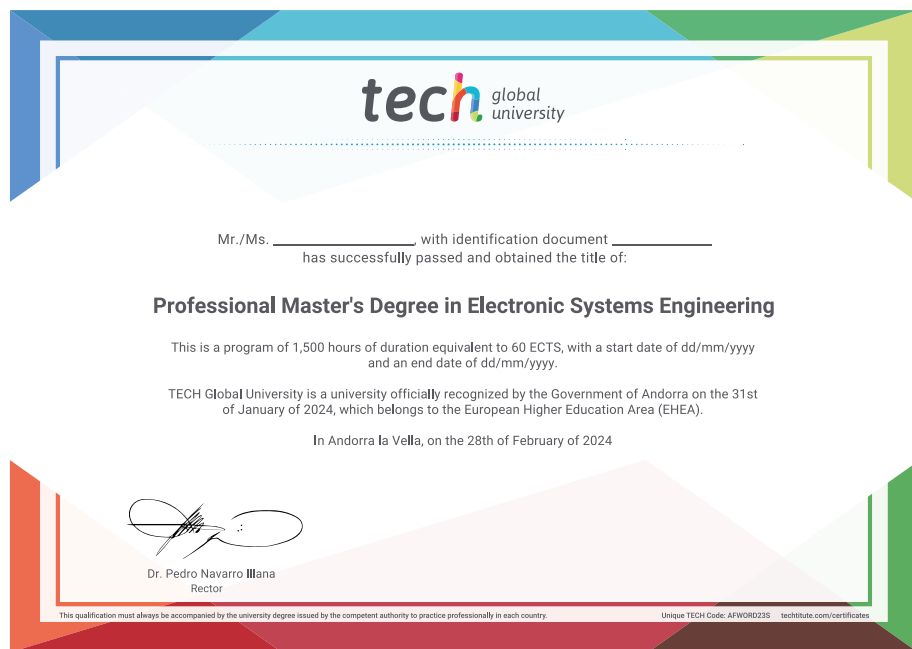 tech global university
Mr./Ms. ________________, with identification document ____________
has successfully passed and obtained the title of:
Professional Master's Degree in Electronic Systems Engineering
This is a program of 1,500 hours of duration equivalent to 60 ECTS, with a start date of dd/mm/yyyy
and an end date of dd/mm/yyyy.
TECH Global University is a university officially recognized by the Government of Andorra on the 31st
of January of 2024, which belongs to the European Higher Education Area (EHEA).
In Andorra la Vella, on the 28th of February of 2024
Dr. Pedro Navarro Illana
Rector
This qualification must always be accompanied by the university degree issued by the competent authority to practice professionally in each country.
Unique TECH Code: AFWORD23S techtitute.com/certificates